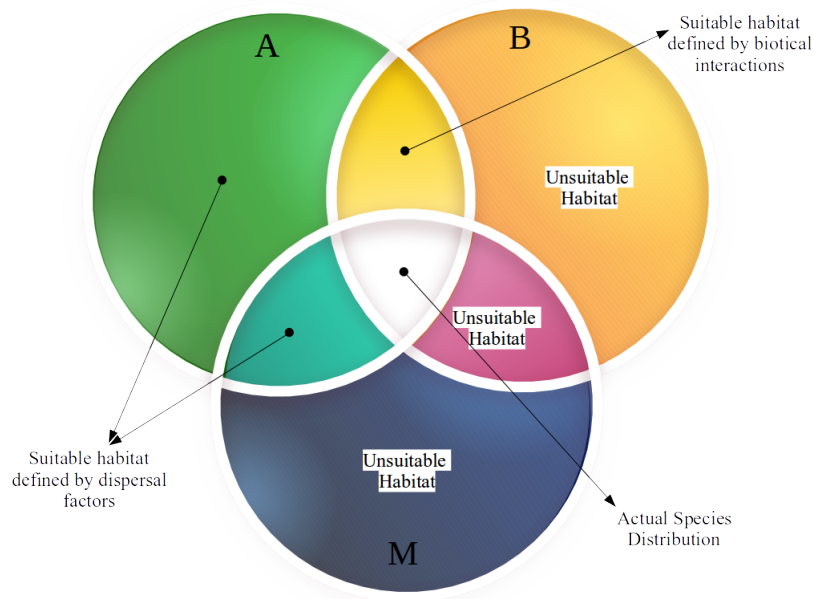 A
B
Suitable habitat
defined by biotical
interactions
Unsuitable
Habitat
Unsuitable
Habitat
Suitable habitat
defined by dispersal
factors
Unsuitable
Habitat
Actual Species
Distribution
M